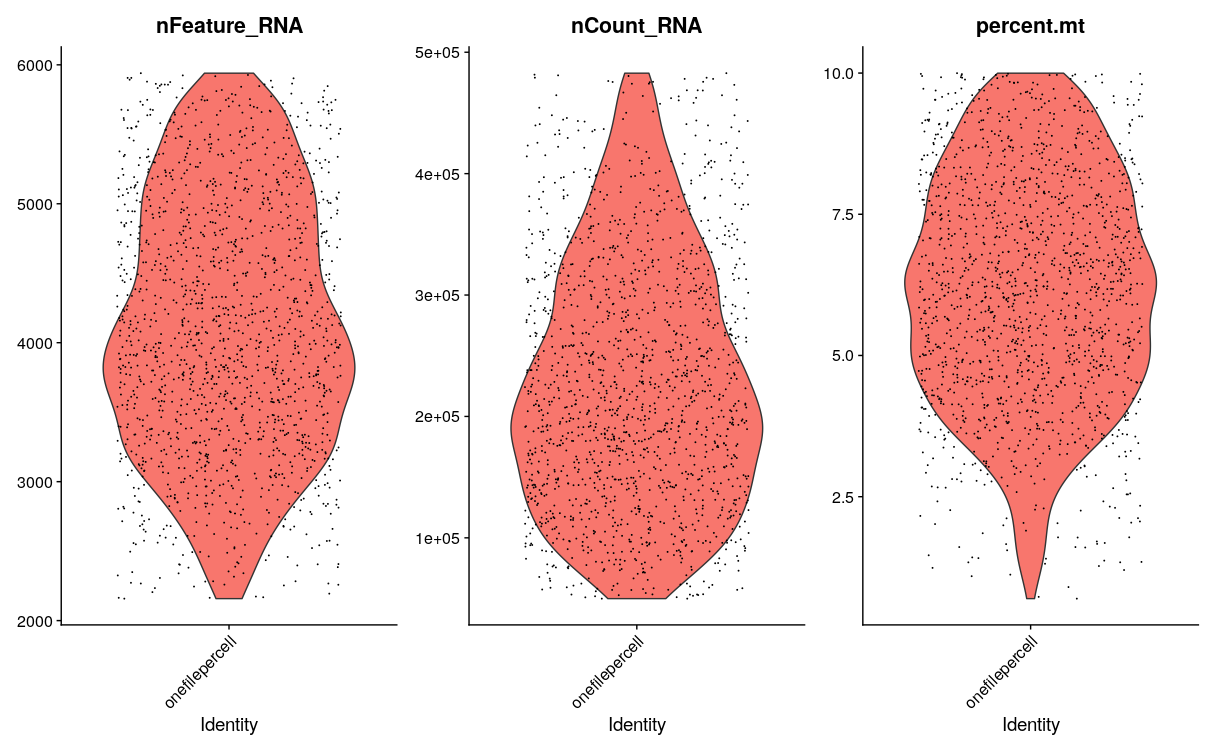 nFeature_RNA
6000
5000
4000
3000
2000
onefilepercell
Identity
nCount_RNA
5e+05
4e+05
3e+05
2e+05
1e+05
onefilepercell
Identity
percent.mt
10.0
7.5
5.0
2.5
onefilepercell
Identity